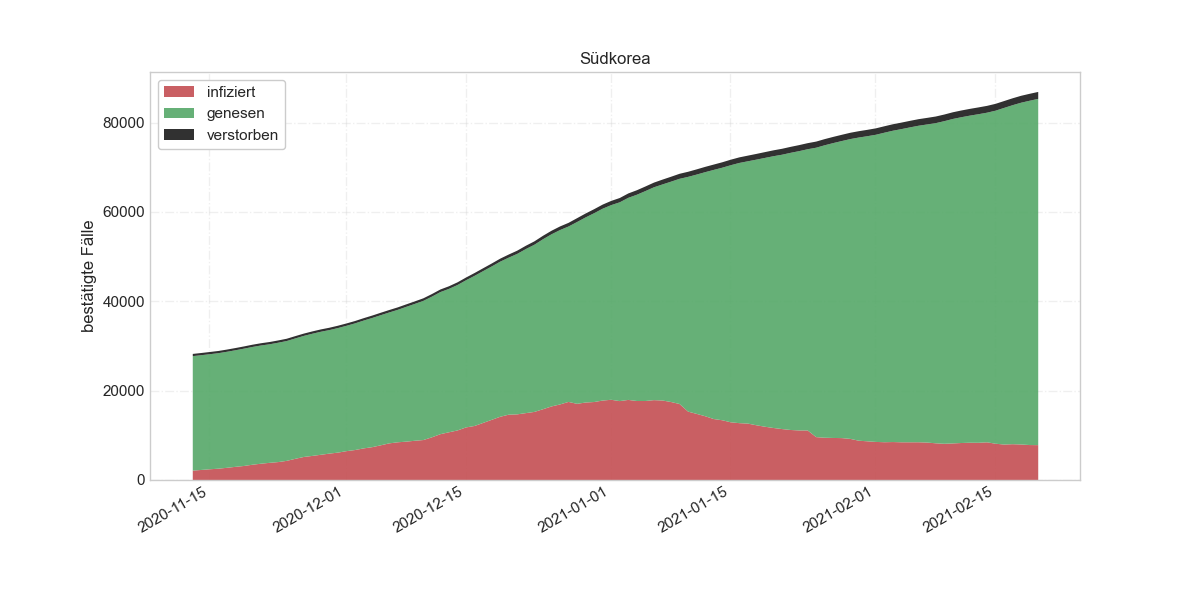 Südkorea
infiziert
genesen
verstorben
bestätigte Fälle
80000
60000
40000
20000
0
2020-11-15
2020-12-01
2020-12-15
2021-01-01
2021-01-15
2021-02-01
2021-02-15